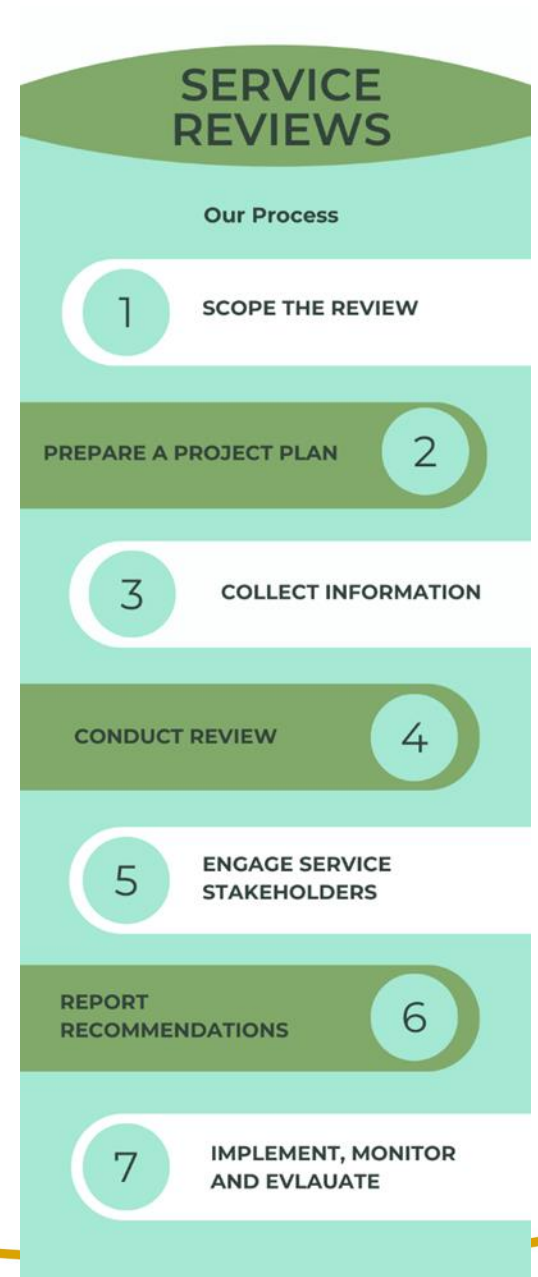 SERVICE
REVIEWS
Our Process
1 SCOPE THE REVIEW
PREPARE A PROJECT PLAN 2
3 COLLECT INFORMATION
CONDUCT REVIEW 4
5 ENGAGE SERVICE
STAKEHOLDERS
REPORT
RECOMMENDATIONS 6
7 IMPLEMENT, MONITOR
AND EVLAUATE